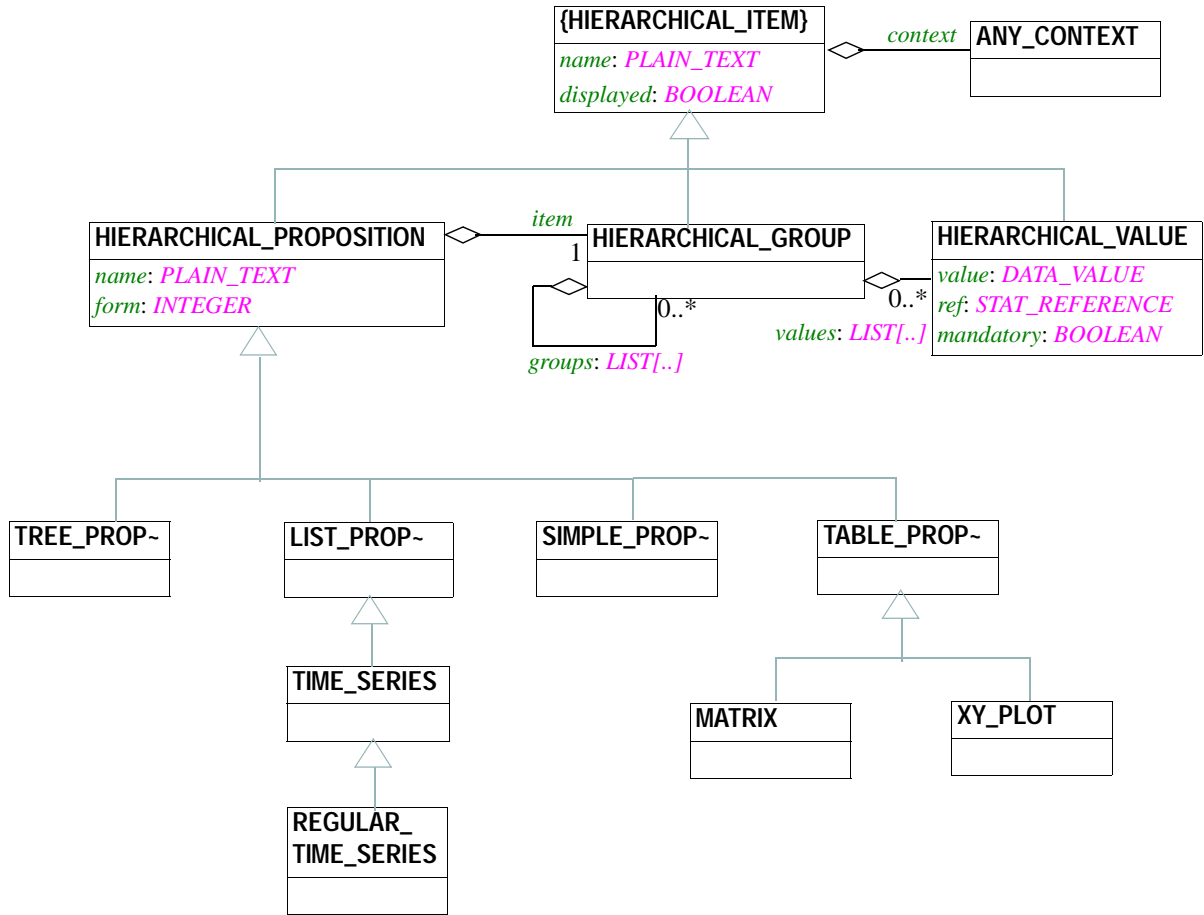 {HIERARCHICAL_ITEM}
name: PLAIN_TEXT
displayed: BOOLEAN
context
ANY_CONTEXT
HIERARCHICAL_PROPOSITION
name: PLAIN_TEXT
form: INTEGER
item
1
HIERARCHICAL_GROUP
0..*
groups: LIST[..]
0..*
values: LIST[..]
HIERARCHICAL_VALUE
value: DATA_VALUE
ref: STAT_REFERENCE
mandatory: BOOLEAN
TREE_PROP~
LIST_PROP~
SIMPLE_PROP~
TABLE_PROP~
TIME_SERIES
MATRIX
XY_PLOT
REGULAR_
TIME_SERIES